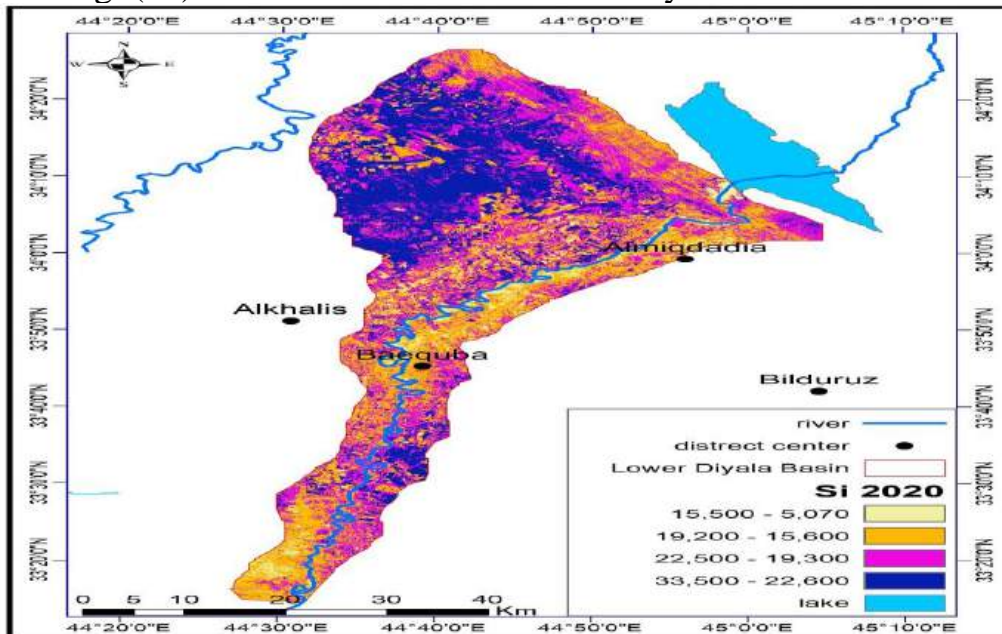 44°20'0"E 44°30'0"E 44°40'0"E 44°50'0"E 45°0'0"E 45°10'0"E
N
W E
S
34°20'0"N 34°20'0"N
34°10'0"N 34°10'0"N
34°0'0"N 34°0'0"N
Almiqdadia
Alkhalis
33°50'0"N 33°50'0"N
Baequba
Bilduruz
33°40'0"N 33°40'0"N
river
distrect center
Lower Diyala Basin
33°30'0"N 33°30'0"N
Si 2020
15,500 - 5,070
19,200 - 15,600
22,500 - 19,300
33,500 - 22,600
lake
33°20'0"N 33°20'0"N
0 5 10 20 30 40
Km
44°20'0"E 44°30'0"E 44°40'0"E 44°50'0"E 45°0'0"E 45°10'0"E